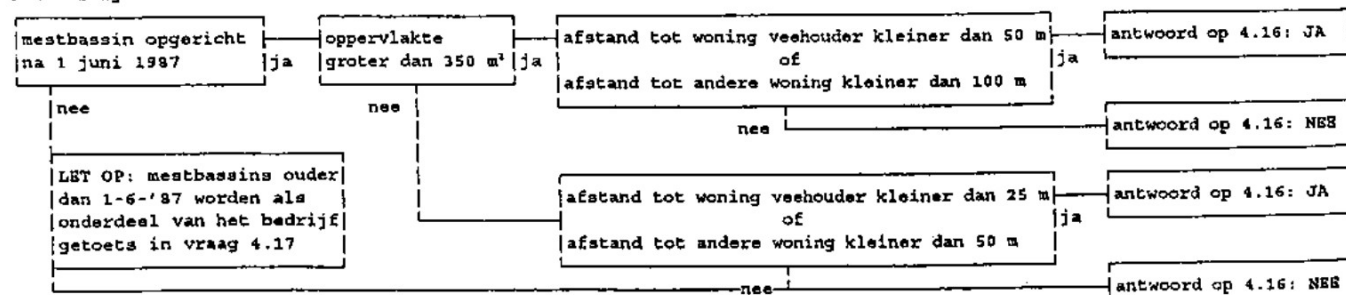 mestbassin opgericht
na 1 juni 1987
ja
oppervlakte
groter dan 350 m²
ja
afstand tot woning veehouder kleiner dan 50 m
of
afstand tot andere woning kleiner dan 100 m
ja
antwoord op 4.16: JA
nee
nee
nee
antwoord op 4.16: NEE
LET OP: mestbassins ouder
dan 1-6-'87 worden als
onderdeel van het bedrijf
getoets in vraag 4.17
afstand tot woning veehouder kleiner dan 25 m
of
afstand tot andere woning kleiner dan 50 m
ja
antwoord op 4.16: JA
nee
antwoord op 4.16: NEE